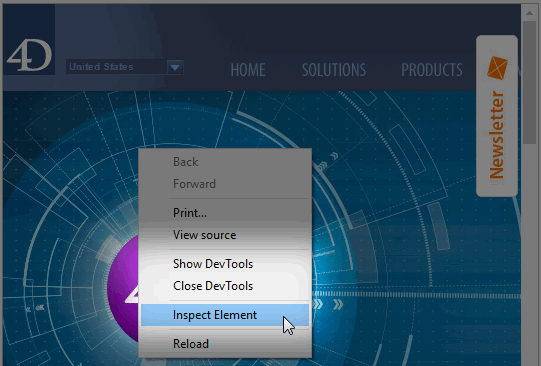 4D
United States
HOME SOLUTIONS PRODUCTS
Newsletter
Back
Forward
Print...
View source
Show DevTools
Close DevTools
Inspect Element
Reload
4